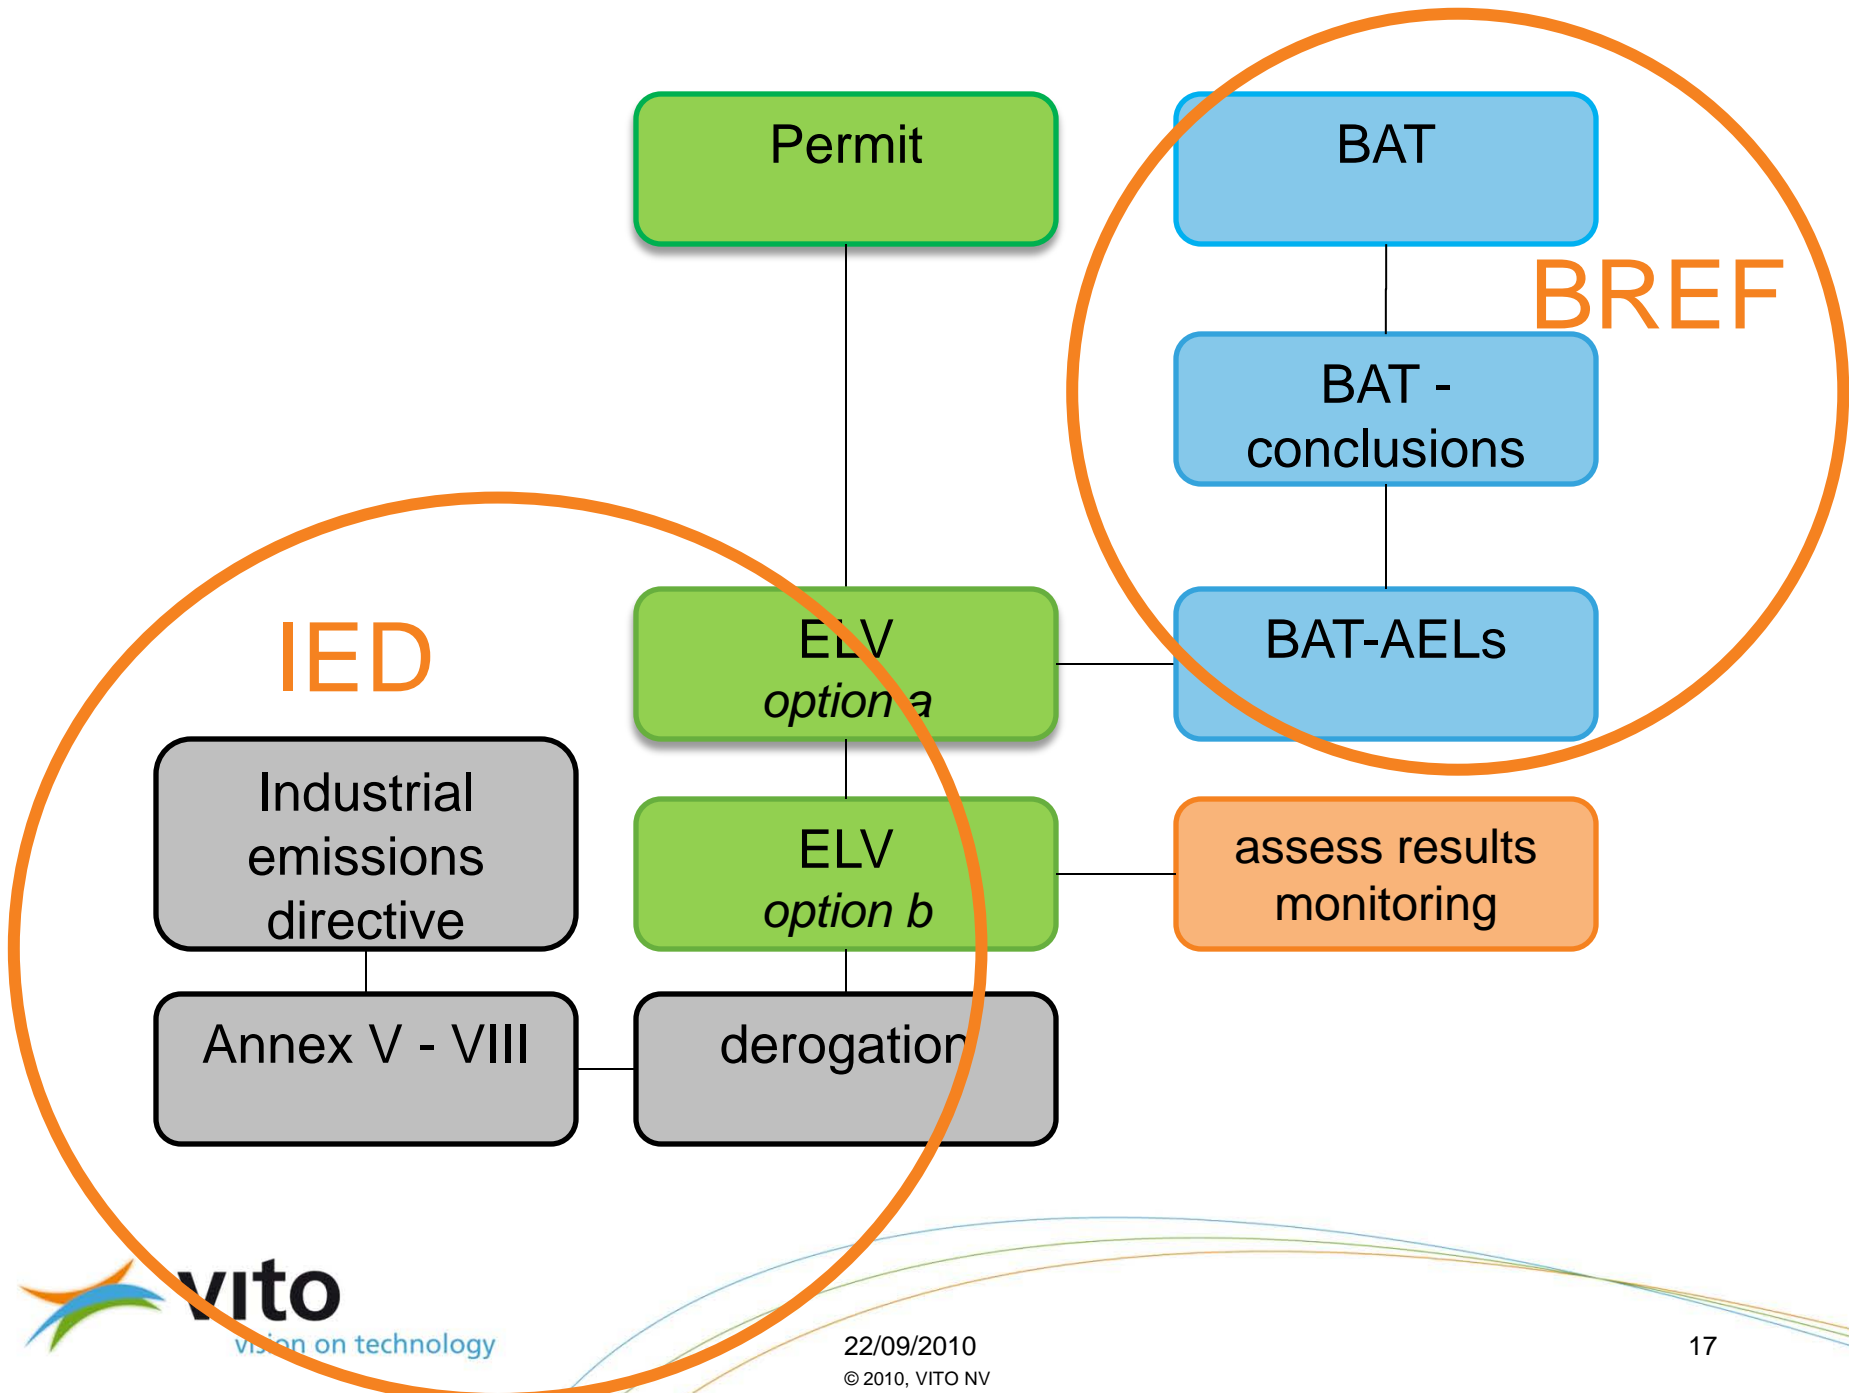 Permit
BAT
BREF
BAT -
conclusions
IED
ELV
option a
BAT-AELs
Industrial
emissions
directive
ELV
option b
assess results
monitoring
Annex V - VIII
derogation
vito
vision on technology
22/09/2010
17
© 2010, VITO NV